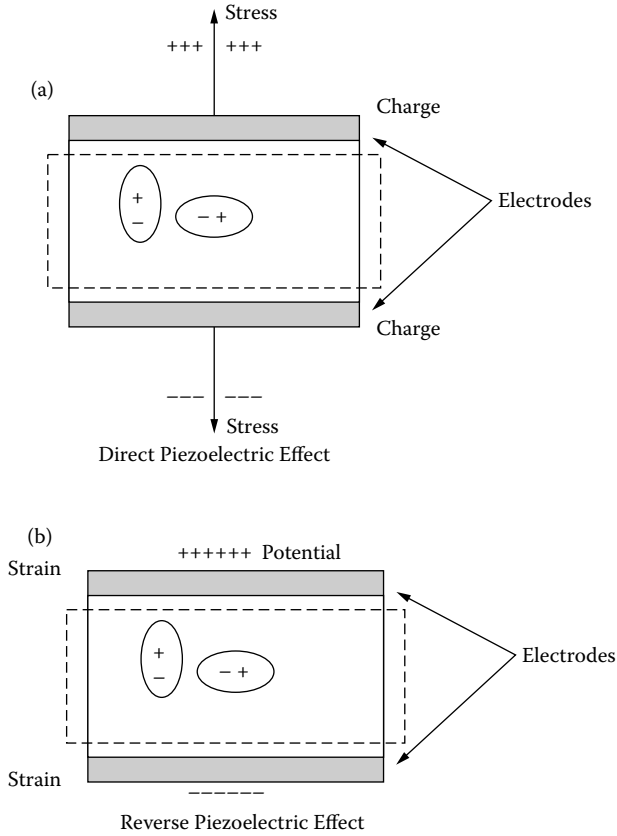 Stress
+++ +++
(a)
Charge
+
−
− +
Electrodes
Charge
−−− −−−
Stress
Direct Piezoelectric Effect
(b)
++++++ Potential
Strain
+
−
− +
Electrodes
Strain
−−−−−−
Reverse Piezoelectric Effect